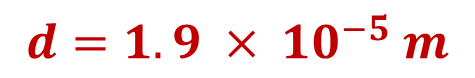 d = 1.9 × 10⁻⁵ m